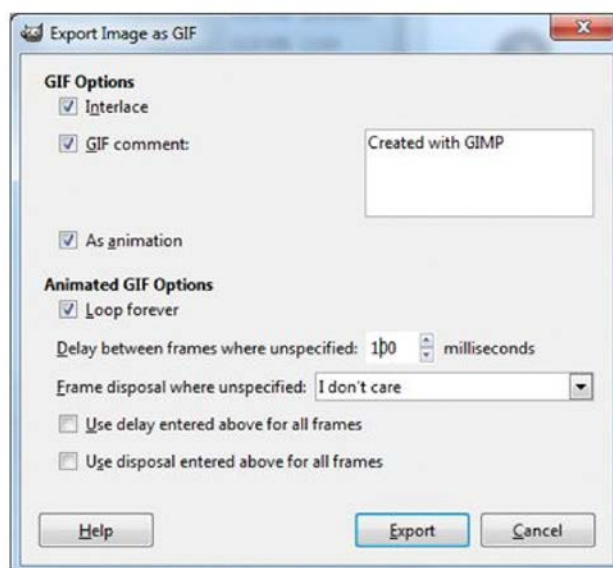 Export Image as GIF
GIF Options
Interlace
GIF comment:
Created with GIMP
As animation
Animated GIF Options
Loop forever
Delay between frames where unspecified: 100 milliseconds
Frame disposal where unspecified: I don't care
Use delay entered above for all frames
Use disposal entered above for all frames
Help
Export
Cancel